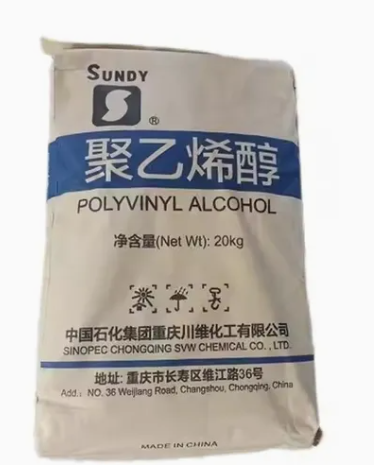 SUNDY
S
®
聚乙烯醇
POLYVINYL ALCOHOL
净含量(Net Wt): 20kg
中国石化集团重庆川维化工有限公司
SINOPEC CHONGQING SVW CHEMICAL CO., LTD
地址: 重庆市长寿区维江路36号
Add.: NO. 36 Weijiang Road, Changshou, Chongqing, China
MADE IN CHINA